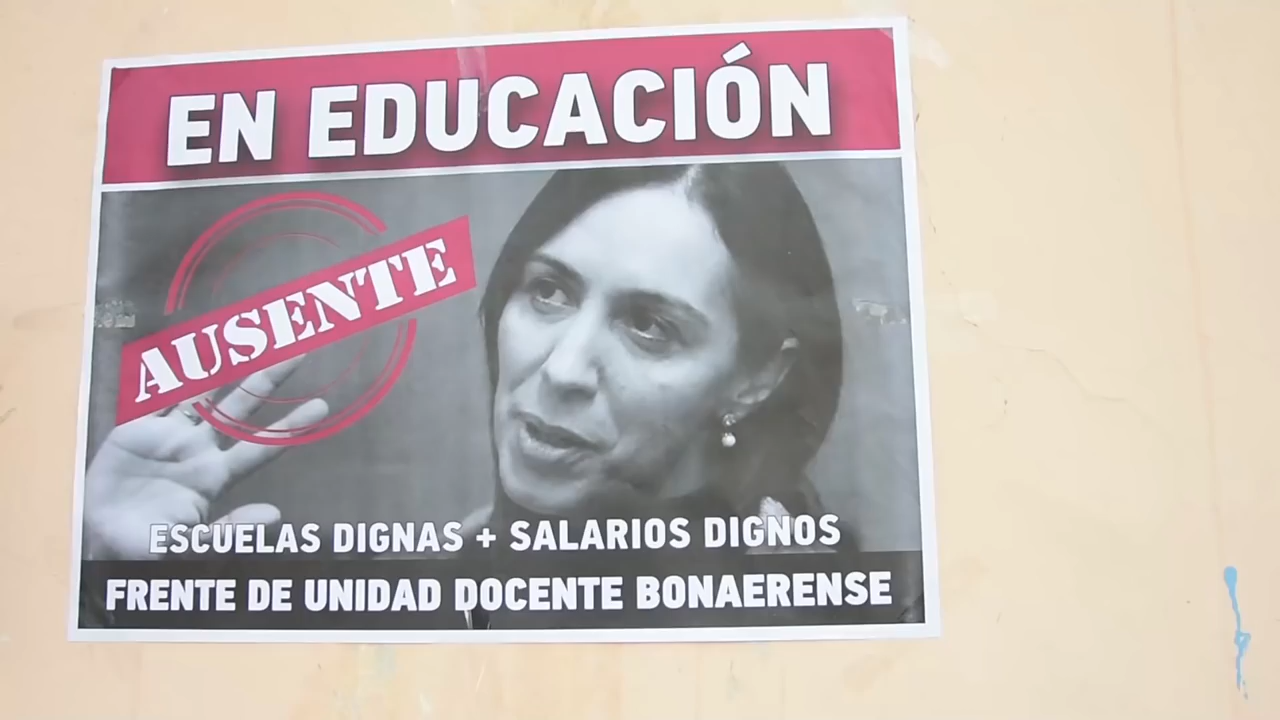 EN EDUCACIÓN
AUSENTE
ESCUELAS DIGNAS + SALARIOS DIGNOS
FRENTE DE UNIDAD DOCENTE BONAERENSE